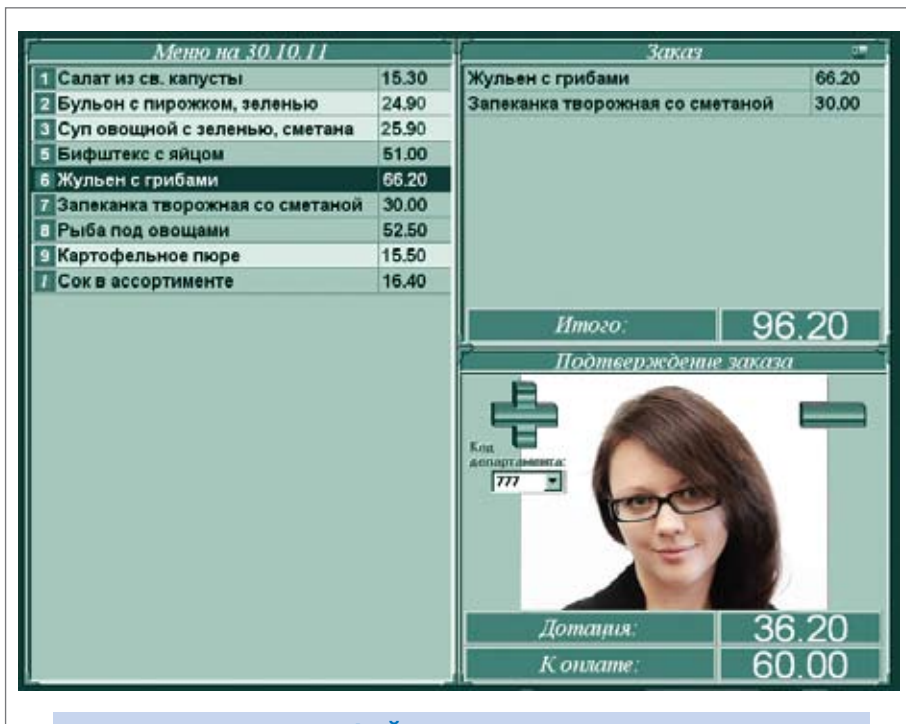 Меню на 30.10.11
1 Салат из св. капусты 15.30
2 Бульон с пирожком, зеленью 24.90
3 Суп овощной с зеленью, сметана 25.90
5 Бифштекс с яйцом 51.00
6 Жульен с грибами 66.20
7 Запеканка творожная со сметаной 30.00
8 Рыба под овощами 52.50
9 Картофельное пюре 15.50
/ Сок в ассортименте 16.40
Заказ
Жульен с грибами 66.20
Запеканка творожная со сметаной 30.00
Итого: 96.20
Подтверждение заказа
Код
департамента:
777
Дотация: 36.20
К оплате: 60.00